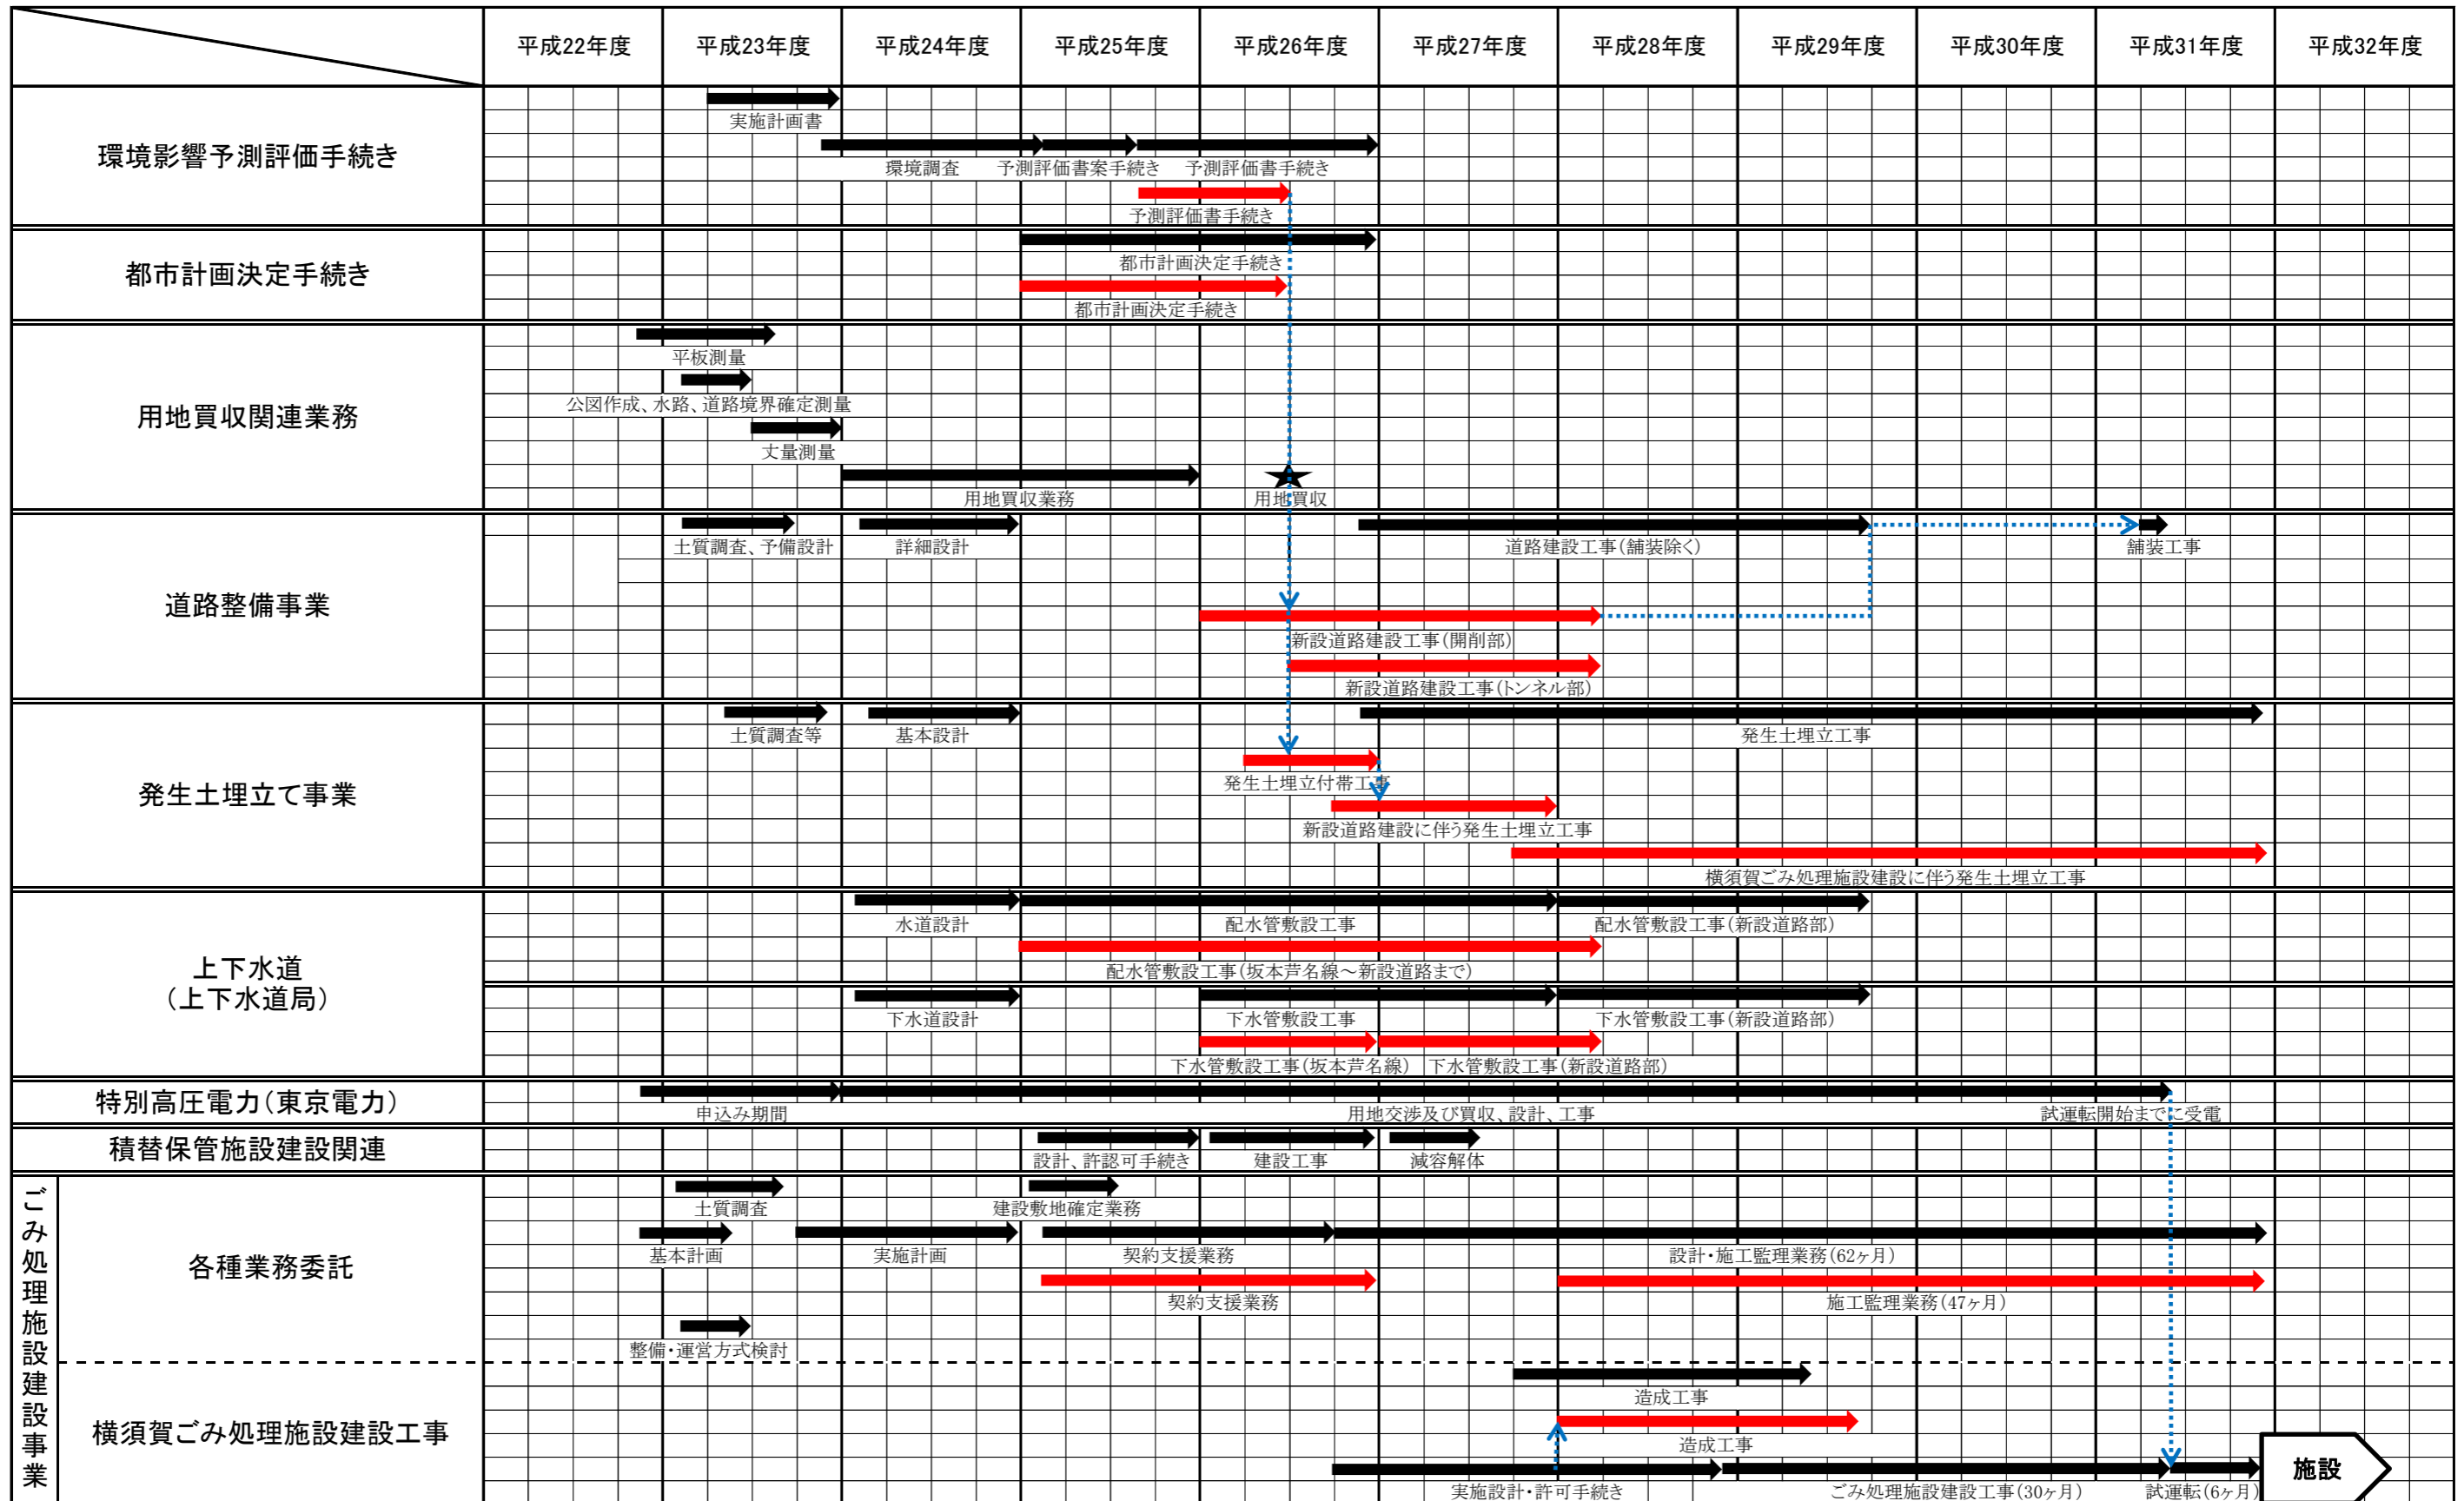 平成22年度 平成23年度 平成24年度 平成25年度 平成26年度 平成27年度 平成28年度 平成29年度 平成30年度 平成31年度 平成32年度
環境影響予測評価手続き
実施計画書
環境調査 予測評価書案手続き 予測評価書手続き
予測評価書手続き
都市計画決定手続き
都市計画決定手続き
都市計画決定手続き
用地買収関連業務
平板測量
公図作成、水路、道路境界確定測量
丈量測量
用地買収業務 用地買収
道路整備事業
土質調査、予備設計 詳細設計 道路建設工事(舗装除く) 舗装工事
新設道路建設工事(開削部)
新設道路建設工事(トンネル部)
発生土埋立て事業
土質調査等 基本設計 発生土埋立工事
発生土埋立付帯工事
新設道路建設に伴う発生土埋立工事
横須賀ごみ処理施設建設に伴う発生土埋立工事
上下水道
(上下水道局)
水道設計 配水管敷設工事 配水管敷設工事(新設道路部)
配水管敷設工事(坂本芦名線～新設道路まで)
下水道設計 下水管敷設工事 下水管敷設工事(新設道路部)
下水管敷設工事(坂本芦名線) 下水管敷設工事(新設道路部)
特別高圧電力(東京電力)
申込み期間 用地交渉及び買収、設計、工事 試運転開始までに受電
積替保管施設建設関連
設計、許認可手続き 建設工事 減容解体
ごみ処理施設建設事業
各種業務委託
土質調査 建設敷地確定業務
基本計画 実施計画 契約支援業務 設計・施工監理業務(62ヶ月)
契約支援業務 施工監理業務(47ヶ月)
整備・運営方式検討
横須賀ごみ処理施設建設工事
造成工事
造成工事
実施設計・許可手続き ごみ処理施設建設工事(30ヶ月) 試運転(6ヶ月)
施設